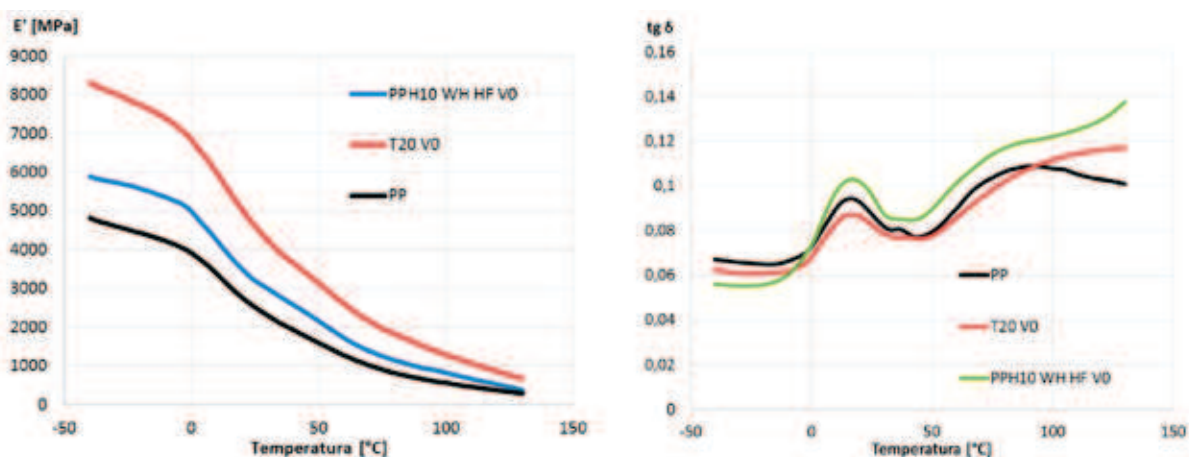 E' [MPa]
9000
8000
7000
6000
5000
4000
3000
2000
1000
0
-50
0
50
100
150
Temperatura [°C]
PPH10 WH HF V0
T20 V0
PP
tg δ
0,16
0,14
0,12
0,1
0,08
0,06
0,04
0,02
0
-50
0
50
100
150
Temperatura [°C]
PP
T20 V0
PPH10 WH HF V0